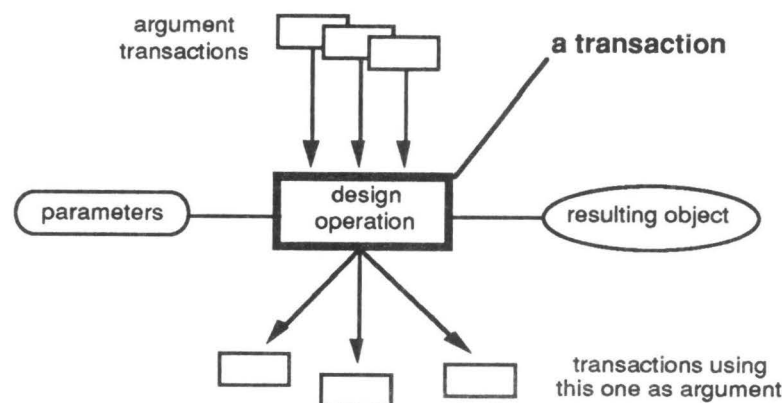 argument
transactions
a transaction
design
operation
parameters
resulting object
transactions using
this one as argument